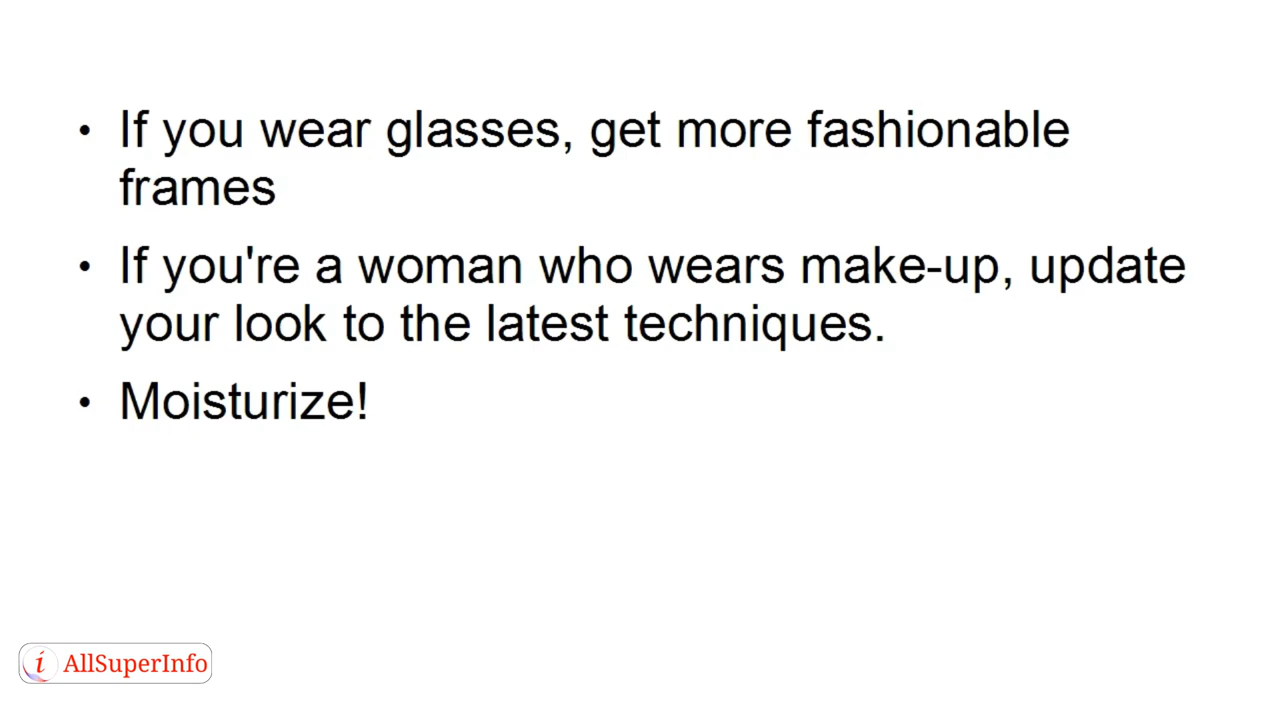 • If you wear glasses, get more fashionable
frames
• If you're a woman who wears make-up, update
your look to the latest techniques.
• Moisturize!
i AllSuperInfo